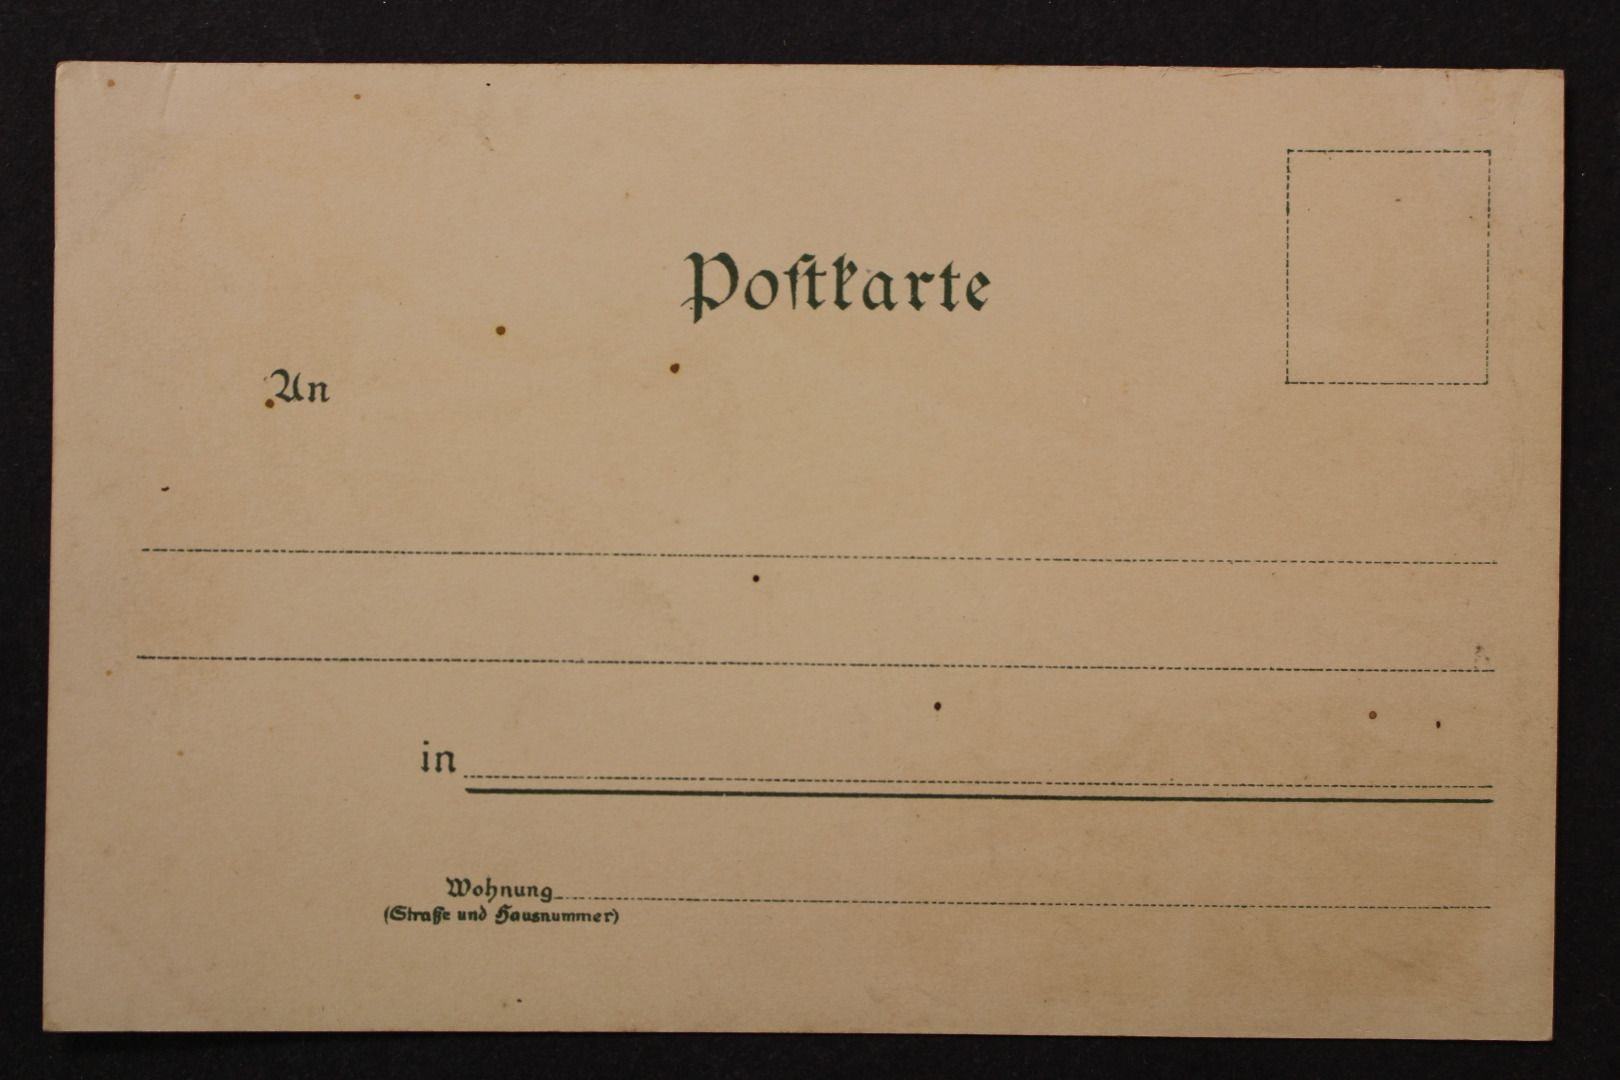 Poſtkarte
An
in
Wohnung
(Straße und Hausnummer)